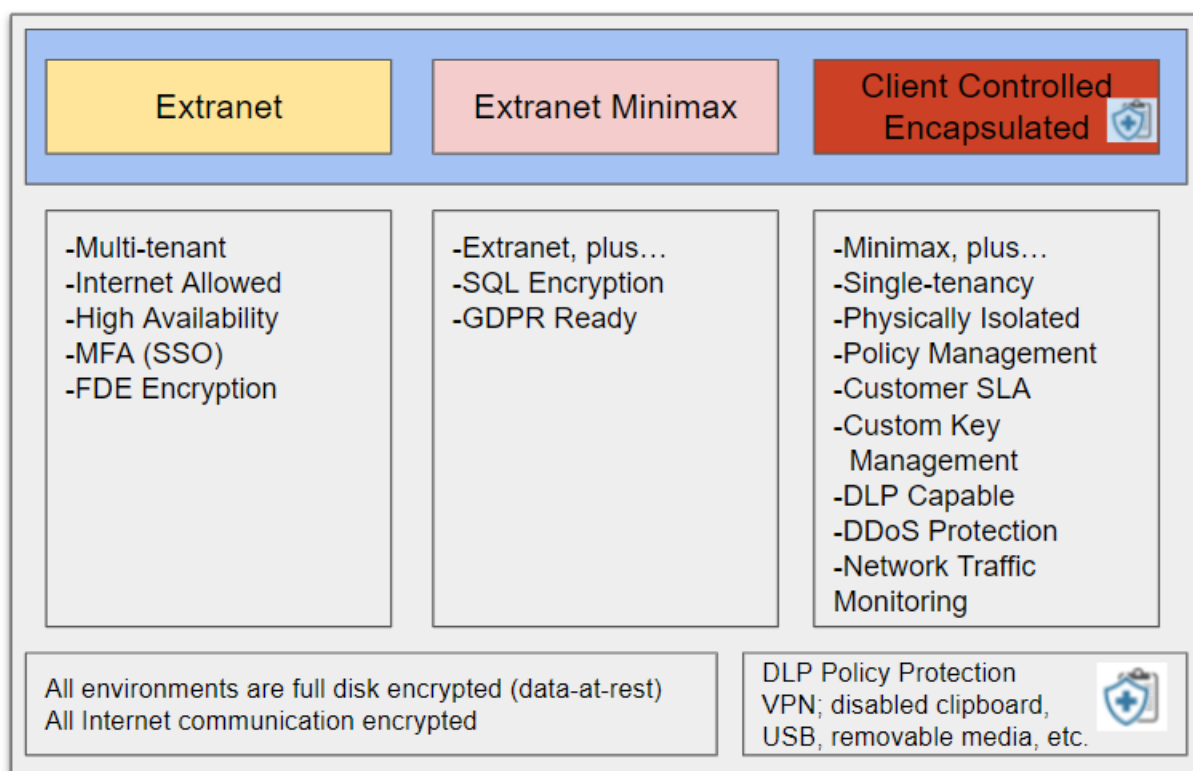 Extranet
Extranet Minimax
Client Controlled
Encapsulated
-Multi-tenant
-Internet Allowed
-High Availability
-MFA (SSO)
-FDE Encryption
-Extranet, plus…
-SQL Encryption
-GDPR Ready
-Minimax, plus…
-Single-tenancy
-Physically Isolated
-Policy Management
-Customer SLA
-Custom Key
Management
-DLP Capable
-DDoS Protection
-Network Traffic
Monitoring
All environments are full disk encrypted (data-at-rest)
All Internet communication encrypted
DLP Policy Protection
VPN; disabled clipboard,
USB, removable media, etc.